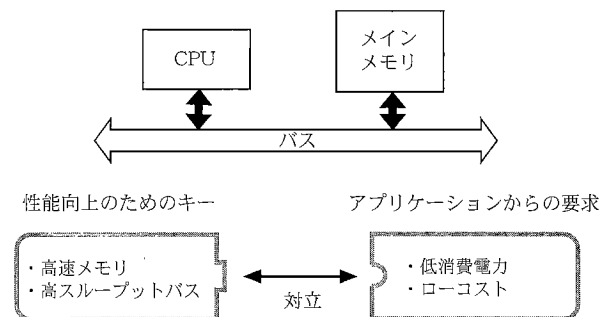 CPU
メイン
メモリ
バス
性能向上のためのキー
アプリケーションからの要求
・高速メモリ
・高スループットバス
対立
・低消費電力
・ローコスト